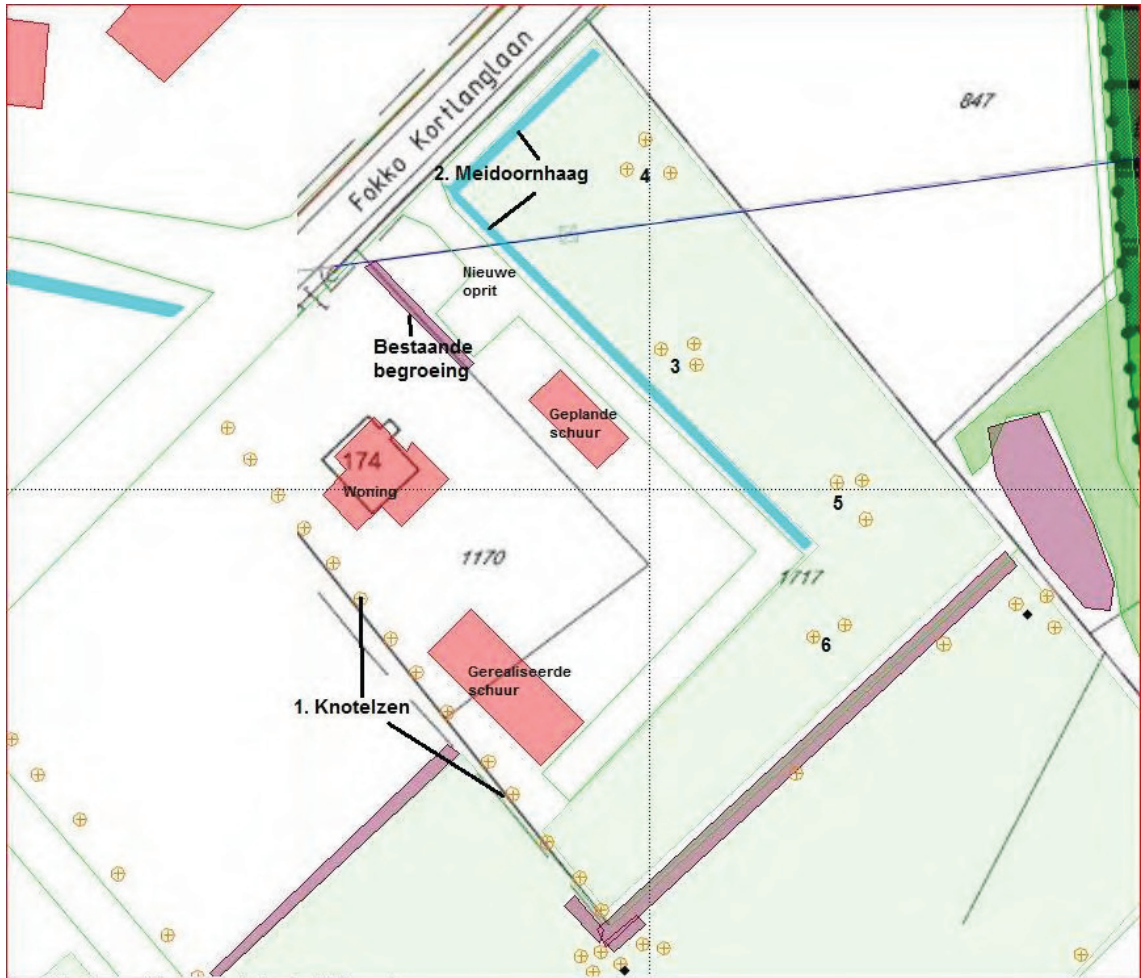 Fokko Kortlanglaan
847
2. Meidoornhaag
4
Nieuwe
oprit
Bestaande
begroeing
3
Geplande
schuur
174
Woning
5
1170
1717
6
Gerealiseerde
schuur
1. Knotelzen